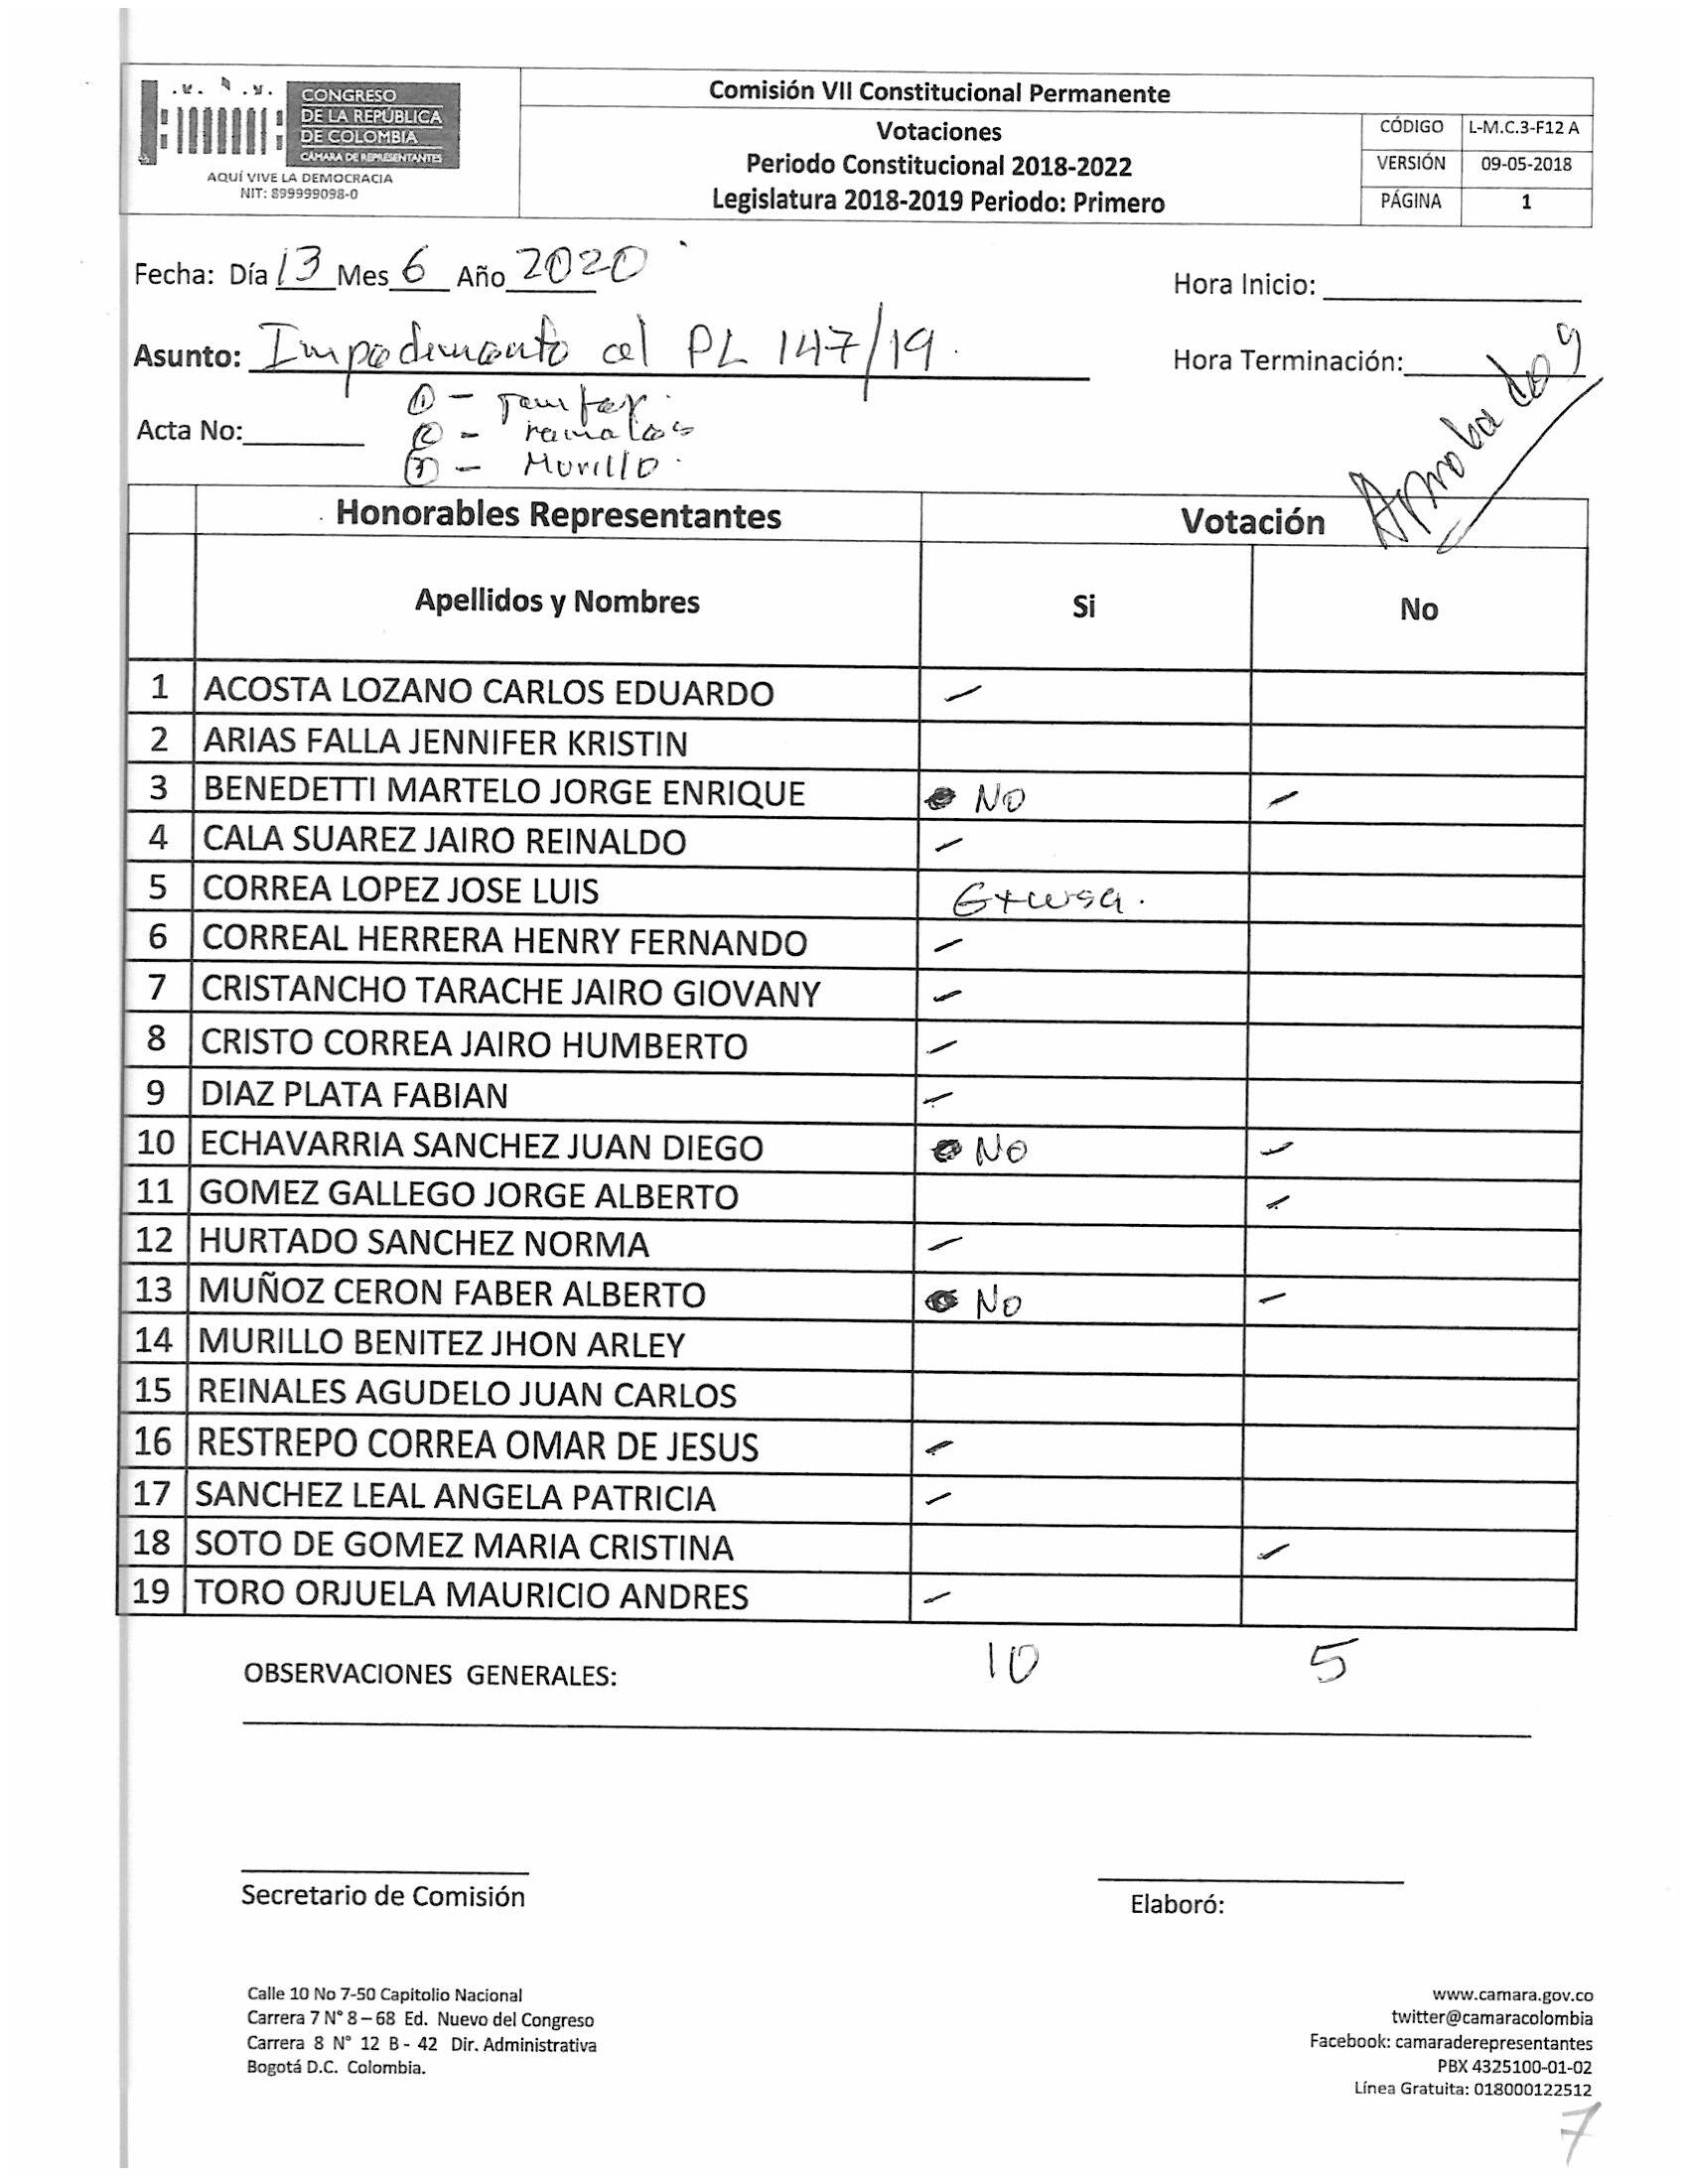 CONGRESO
DE LA REPÚBLICA
DE COLOMBIA
CÁMARA DE REPRESENTANTES
AQUÍ VIVE LA DEMOCRACIA
NIT: 899999098-0
Comisión VII Constitucional Permanente
Votaciones
Periodo Constitucional 2018-2022
Legislatura 2018-2019 Periodo: Primero
CÓDIGO L-M.C.3-F12 A
VERSIÓN 09-05-2018
PÁGINA 1
Fecha: Día 13 Mes 6 Año 2020
Hora Inicio:
Asunto: Impedimento al PL 147/19.
Hora Terminación:
Aprobado
Acta No:
① -
② -
③ - Murillo.
Honorables Representantes Votación
Apellidos y Nombres Si No
1 ACOSTA LOZANO CARLOS EDUARDO –
2 ARIAS FALLA JENNIFER KRISTIN
3 BENEDETTI MARTELO JORGE ENRIQUE No –
4 CALA SUAREZ JAIRO REINALDO –
5 CORREA LOPEZ JOSE LUIS Excusa.
6 CORREAL HERRERA HENRY FERNANDO –
7 CRISTANCHO TARACHE JAIRO GIOVANY –
8 CRISTO CORREA JAIRO HUMBERTO –
9 DIAZ PLATA FABIAN –
10 ECHAVARRIA SANCHEZ JUAN DIEGO No –
11 GOMEZ GALLEGO JORGE ALBERTO –
12 HURTADO SANCHEZ NORMA –
13 MUÑOZ CERON FABER ALBERTO No –
14 MURILLO BENITEZ JHON ARLEY
15 REINALES AGUDELO JUAN CARLOS
16 RESTREPO CORREA OMAR DE JESUS –
17 SANCHEZ LEAL ANGELA PATRICIA –
18 SOTO DE GOMEZ MARIA CRISTINA –
19 TORO ORJUELA MAURICIO ANDRES –
10 5
OBSERVACIONES GENERALES:
Secretario de Comisión
Elaboró:
Calle 10 No 7-50 Capitolio Nacional
Carrera 7 N° 8 – 68 Ed. Nuevo del Congreso
Carrera 8 N° 12 B - 42 Dir. Administrativa
Bogotá D.C. Colombia.
www.camara.gov.co
twitter@camaracolombia
Facebook: camaraderepresentantes
PBX 4325100-01-02
Línea Gratuita: 018000122512
7